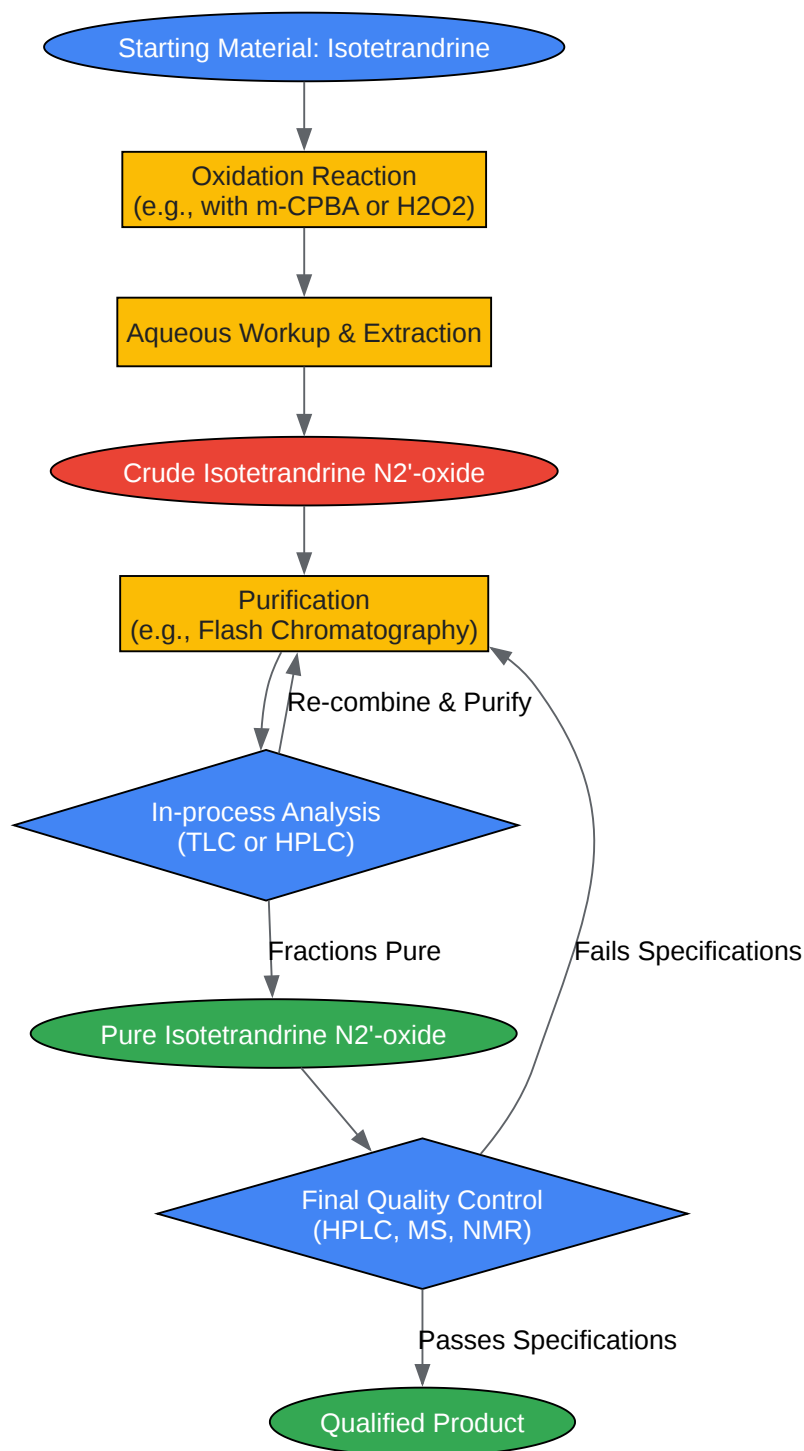 Starting Material: Isotetrandrine
Oxidation Reaction
(e.g., with m-CPBA or H2O2)
Aqueous Workup & Extraction
Crude Isotetrandrine N2'-oxide
Purification
(e.g., Flash Chromatography)
Re-combine & Purify
In-process Analysis
(TLC or HPLC)
Fractions Pure
Fails Specifications
Pure Isotetrandrine N2'-oxide
Final Quality Control
(HPLC, MS, NMR)
Passes Specifications
Qualified Product